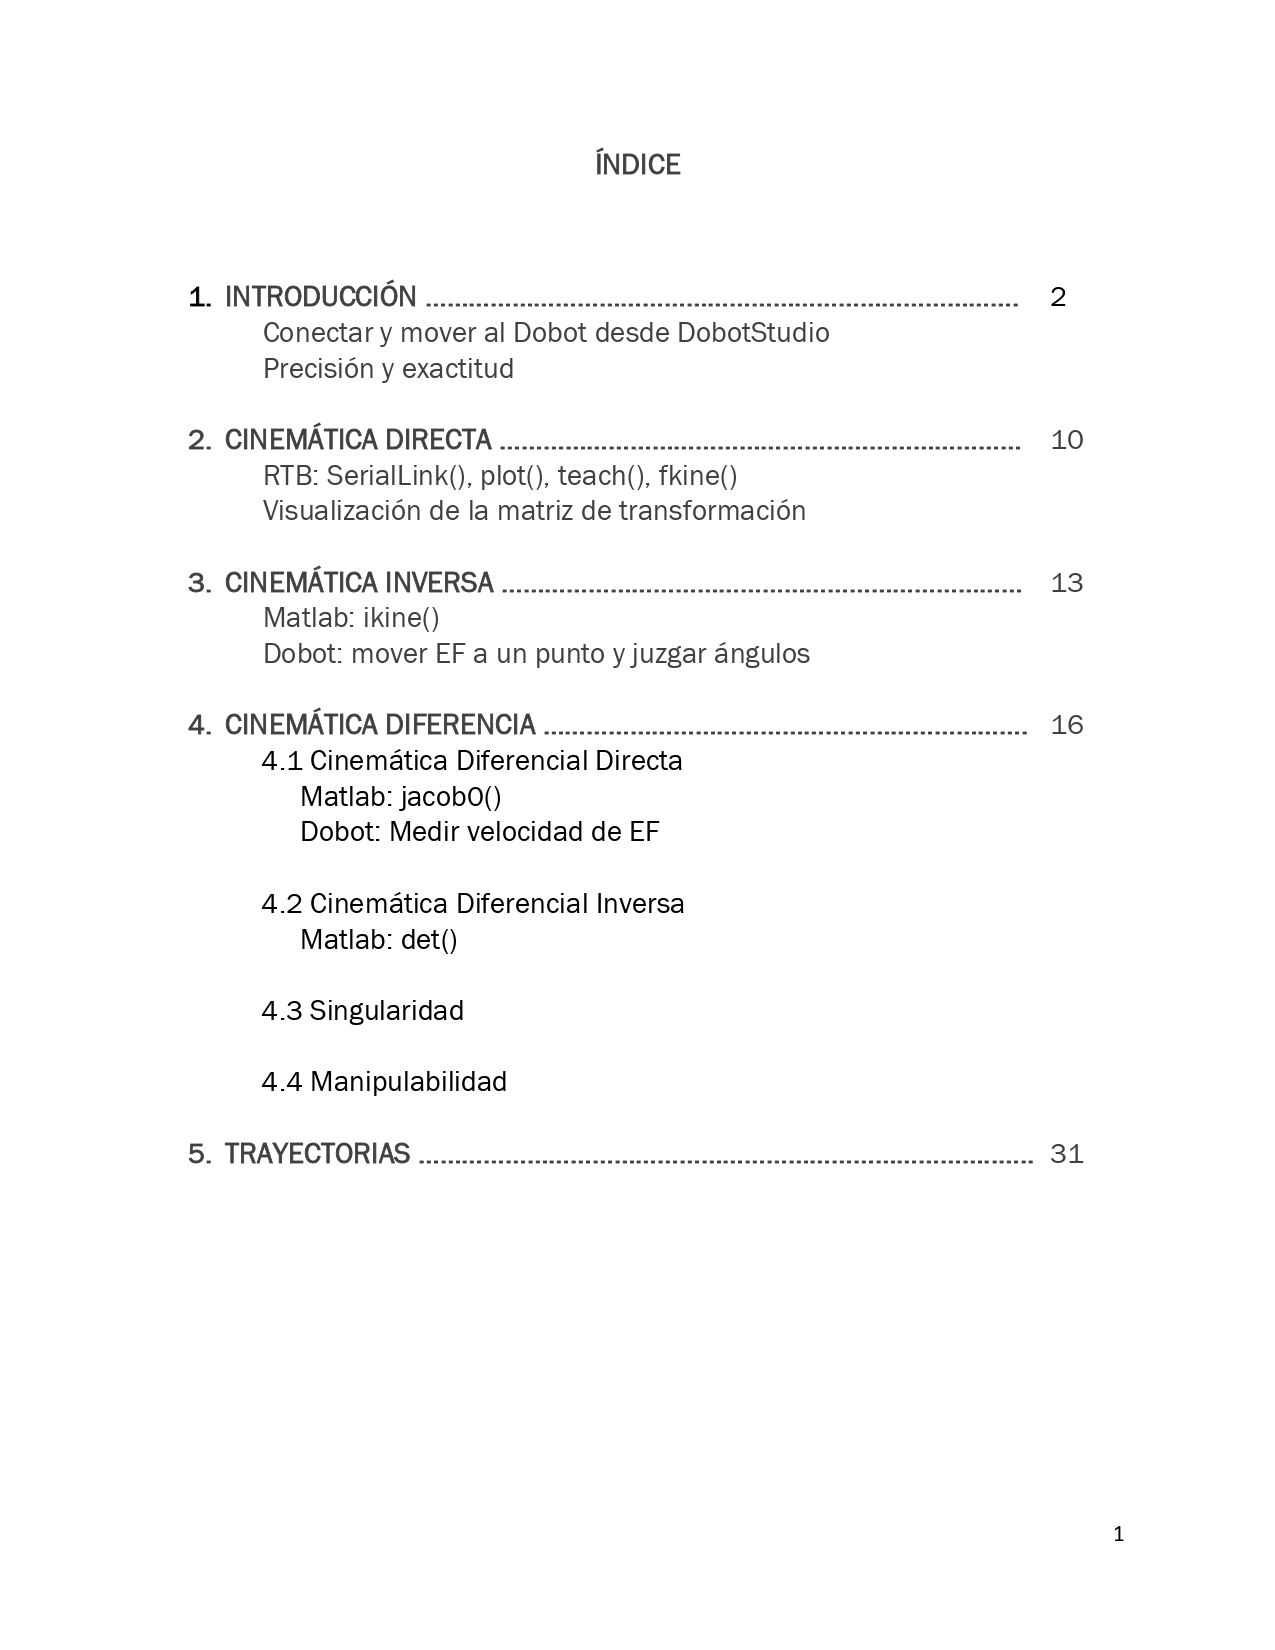 ÍNDICE
1. INTRODUCCIÓN ........................................................................ 2
Conectar y mover al Dobot desde DobotStudio
Precisión y exactitud
2. CINEMÁTICA DIRECTA ........................................................................ 10
RTB: SerialLink(), plot(), teach(), fkine()
Visualización de la matriz de transformación
3. CINEMÁTICA INVERSA ........................................................................ 13
Matlab: ikine()
Dobot: mover EF a un punto y juzgar ángulos
4. CINEMÁTICA DIFERENCIA ........................................................................ 16
4.1 Cinemática Diferencial Directa
Matlab: jacob0()
Dobot: Medir velocidad de EF
4.2 Cinemática Diferencial Inversa
Matlab: det()
4.3 Singularidad
4.4 Manipulabilidad
5. TRAYECTORIAS ........................................................................ 31
1